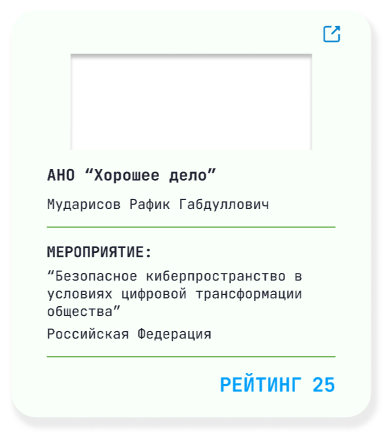 АНО “Хорошее дело”
Мударисов Рафик Габдуллович
МЕРОПРИЯТИЕ:
“Безопасное киберпространство в
условиях цифровой трансформации
общества”
Российская Федерация
РЕЙТИНГ 25